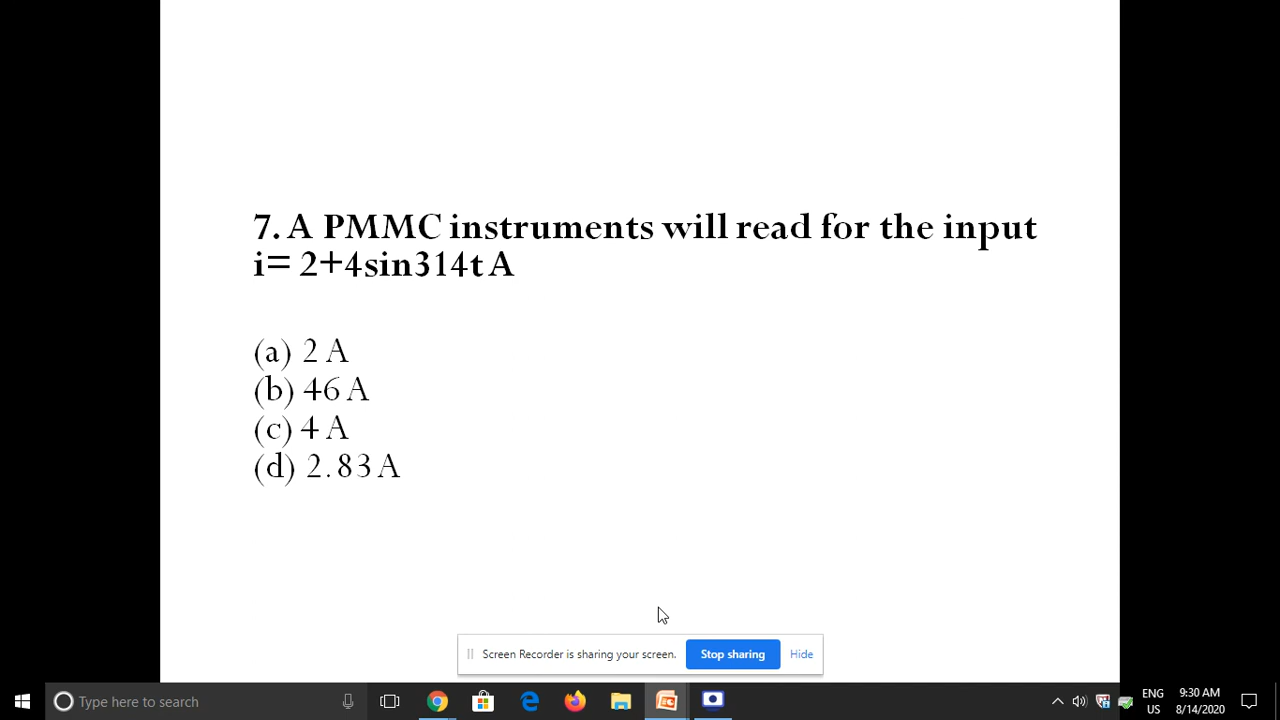 7. A PMMC instruments will read for the input
i= 2+4sin314t A
(a) 2 A
(b) 46 A
(c) 4 A
(d) 2.83 A
Screen Recorder is sharing your screen. Stop sharing Hide
Type here to search ENG 9:30 AM
US 8/14/2020